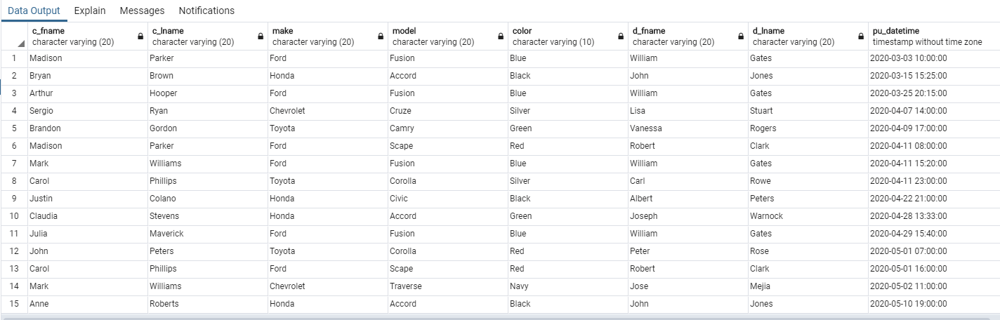 Data Output Explain Messages Notifications
c_fname c_lname make model color d_fname d_lname pu_datetime
character varying (20) character varying (20) character varying (20) character varying (20) character varying (10) character varying (20) character varying (20) timestamp without time zone
1 Madison Parker Ford Fusion Blue William Gates 2020-03-03 10:00:00
2 Bryan Brown Honda Accord Black John Jones 2020-03-15 15:25:00
3 Arthur Hooper Ford Fusion Blue William Gates 2020-03-25 20:15:00
4 Sergio Ryan Chevrolet Cruze Silver Lisa Stuart 2020-04-07 14:00:00
5 Brandon Gordon Toyota Camry Green Vanessa Rogers 2020-04-09 17:00:00
6 Madison Parker Ford Scape Red Robert Clark 2020-04-11 08:00:00
7 Mark Williams Ford Fusion Blue William Gates 2020-04-11 15:20:00
8 Carol Phillips Toyota Corolla Silver Carl Rowe 2020-04-11 23:00:00
9 Justin Colano Honda Civic Black Albert Peters 2020-04-22 21:00:00
10 Claudia Stevens Honda Accord Green Joseph Warnock 2020-04-28 13:33:00
11 Julia Maverick Ford Fusion Blue William Gates 2020-04-29 15:40:00
12 John Peters Toyota Corolla Red Peter Rose 2020-05-01 07:00:00
13 Carol Phillips Ford Scape Red Robert Clark 2020-05-01 16:00:00
14 Mark Williams Chevrolet Traverse Navy Jose Mejia 2020-05-02 11:00:00
15 Anne Roberts Honda Accord Black John Jones 2020-05-10 19:00:00